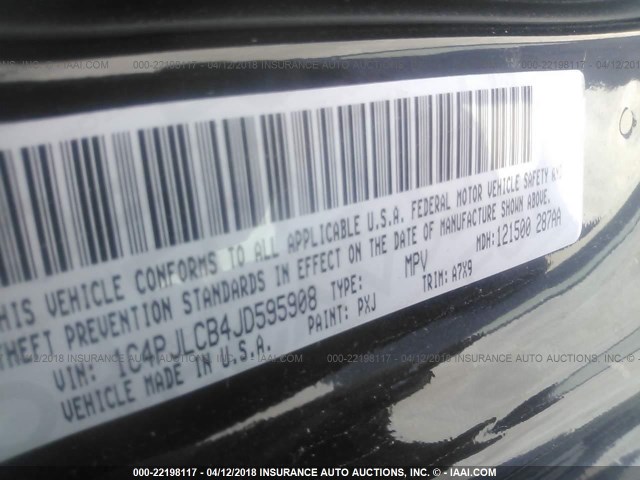 000-22198117 - 04/12/2018 INSURANCE AUTO AUCTIONS, INC. - © IAAI.COM
THIS VEHICLE CONFORMS TO ALL APPLICABLE U.S.A. FEDERAL MOTOR VEHICLE SAFETY AND
THEFT PREVENTION STANDARDS IN EFFECT ON THE DATE OF MANUFACTURE SHOWN ABOVE.
VIN: 1C4PJLCB4JD595908 TYPE: MPV MDH:121500 287AA
VEHICLE MADE IN U.S.A. PAINT: PXJ TRIM: A7X9
000-22198117 - 04/12/2018 INSURANCE AUTO AUCTIONS, INC. - © IAAI.COM
000-22198117 - 04/12/2018 INSURANCE AUTO AUCTIONS, INC. - © IAAI.COM